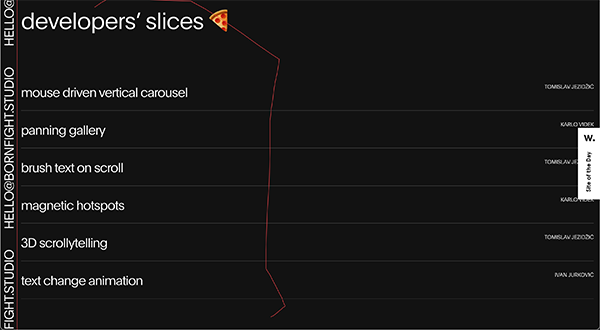 developers’ slices 🍕
mouse driven vertical carousel
TOMISLAV JEZIDŽIĆ
panning gallery
KARLO VIDEK
brush text on scroll
TOMISLAV
magnetic hotspots
KARLO
3D scrollytelling
TOMISLAV JEZIDŽIĆ
text change animation
IVAN JURKOVIĆ
HELLO@
HELLO@BORNFIGHT.STUDIO
FIGHT.STUDIO
W.
Site of the Day